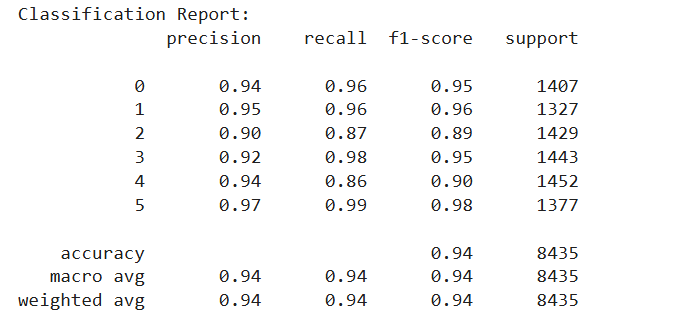 Classification Report:
precision recall f1-score support
0 0.94 0.96 0.95 1407
1 0.95 0.96 0.96 1327
2 0.90 0.87 0.89 1429
3 0.92 0.98 0.95 1443
4 0.94 0.86 0.90 1452
5 0.97 0.99 0.98 1377
accuracy 0.94 8435
macro avg 0.94 0.94 0.94 8435
weighted avg 0.94 0.94 0.94 8435